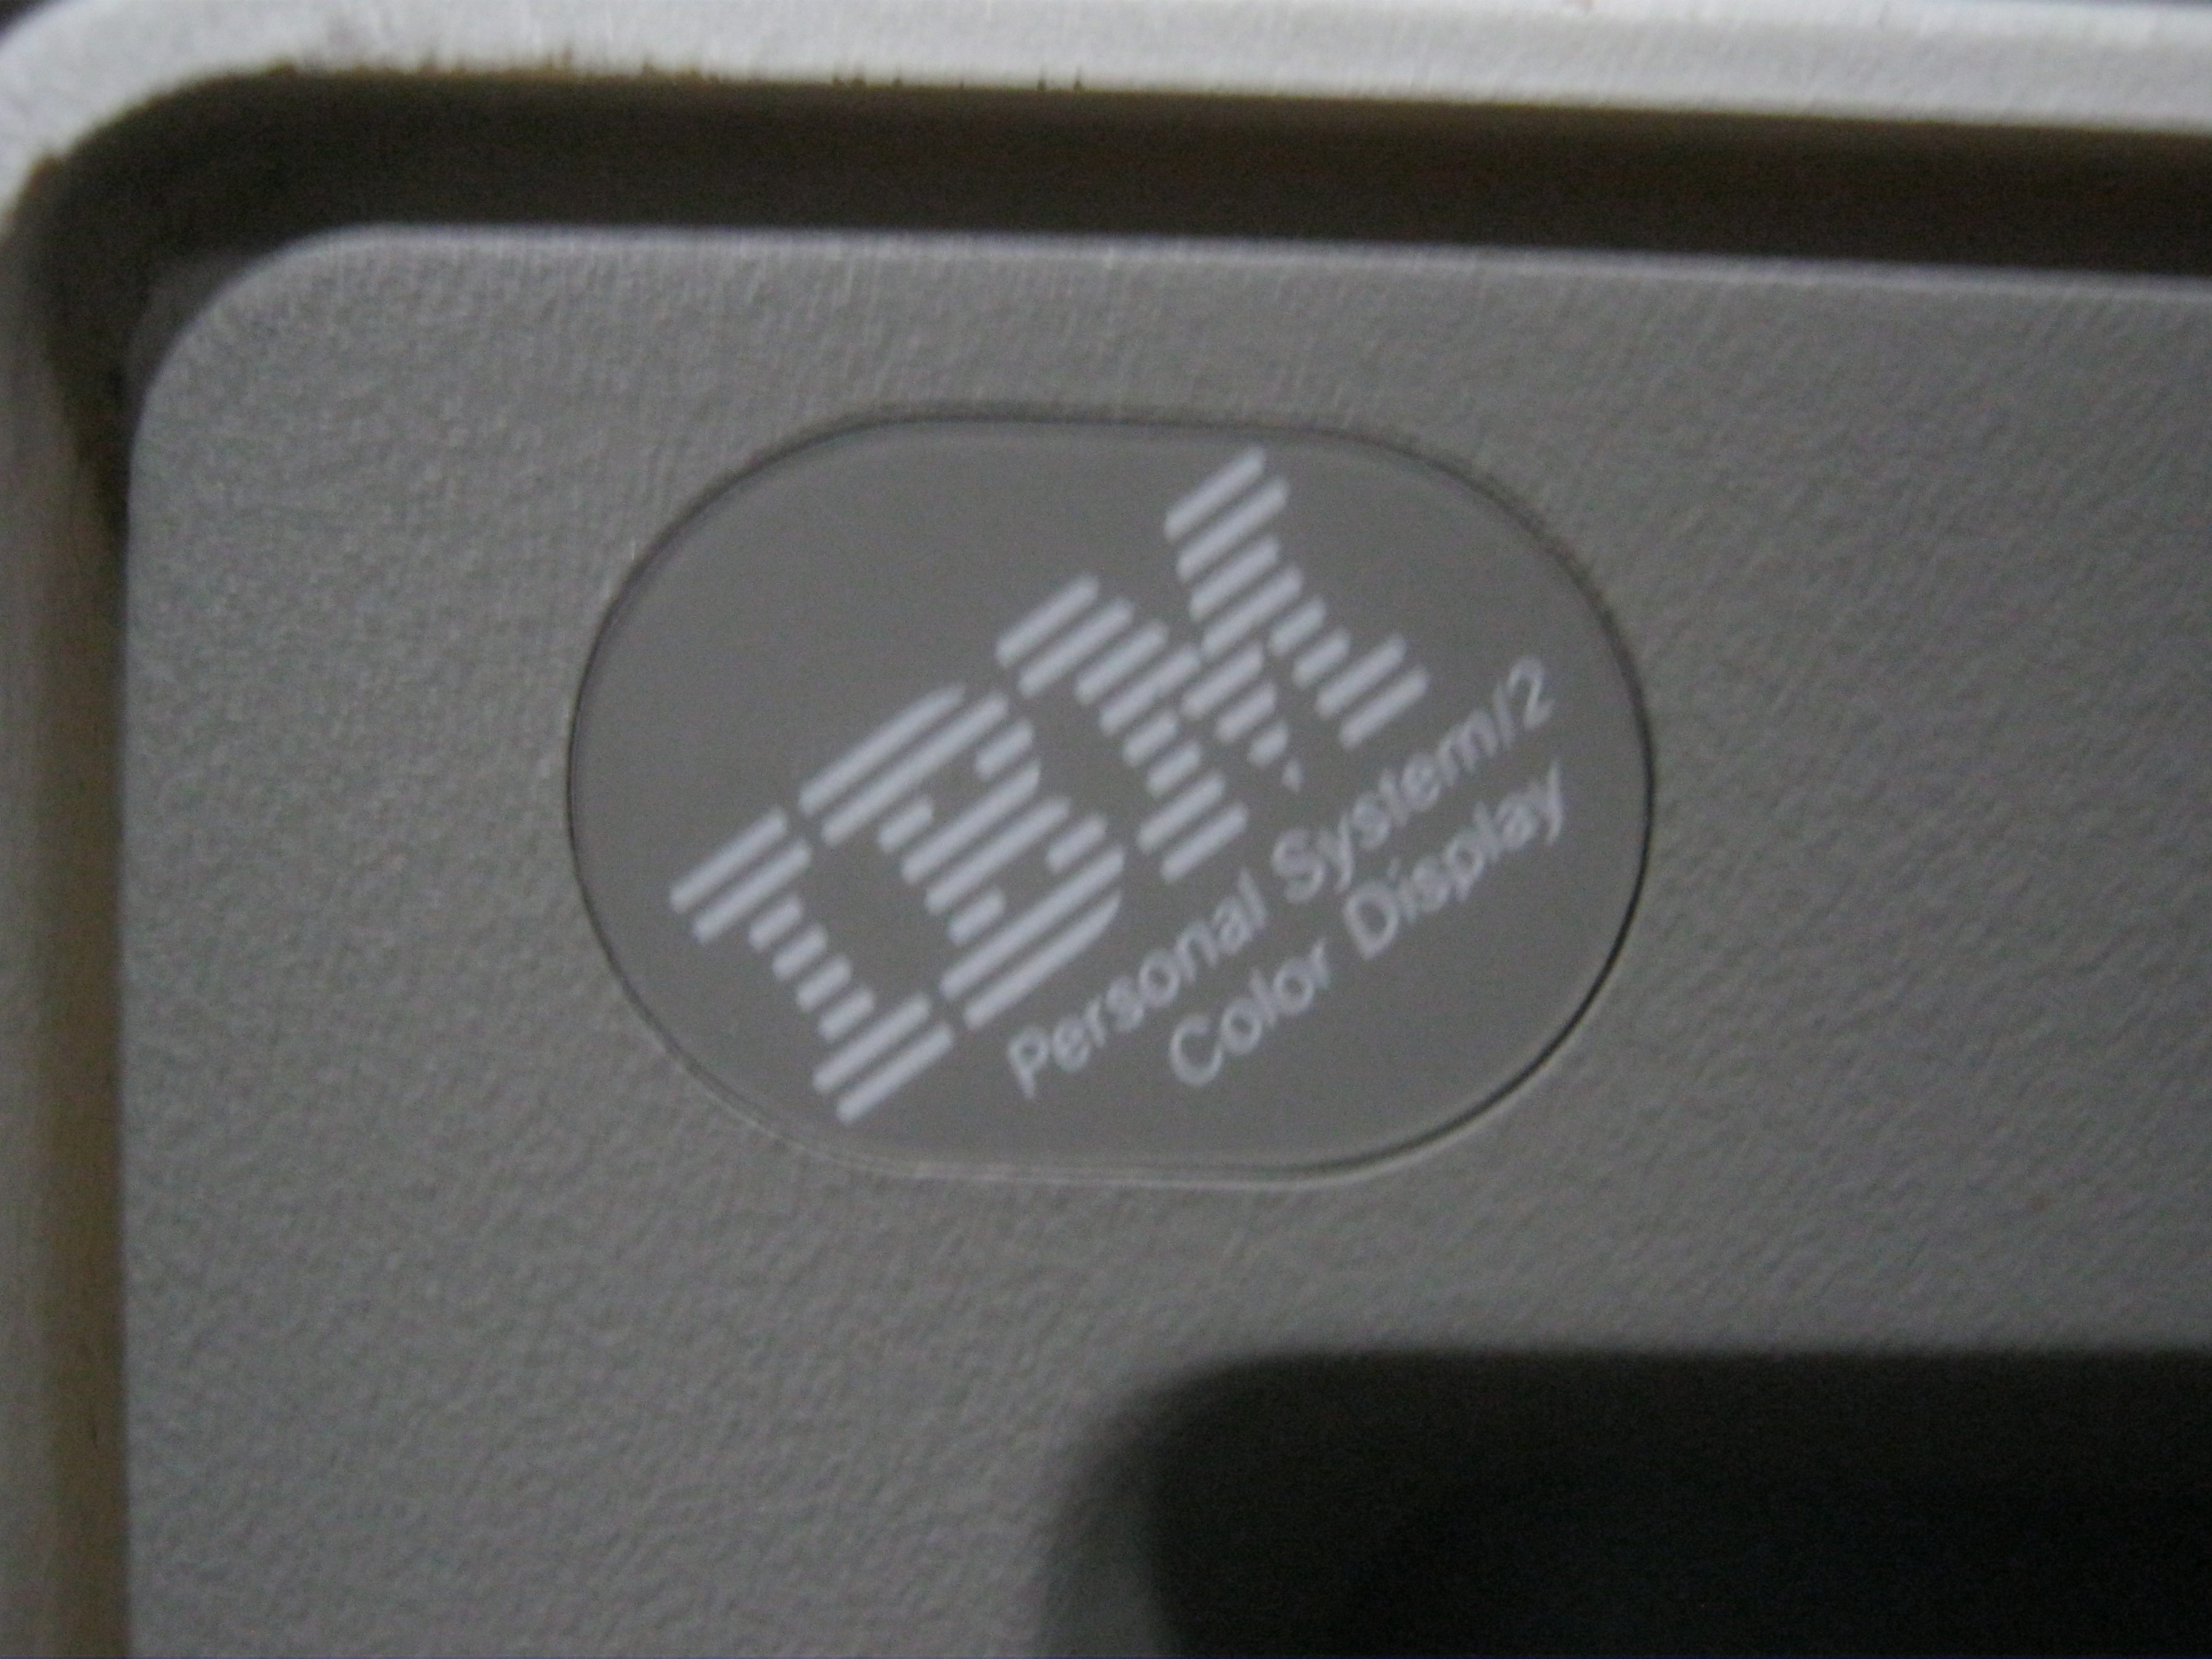 IBM
Personal System/2
Color Display